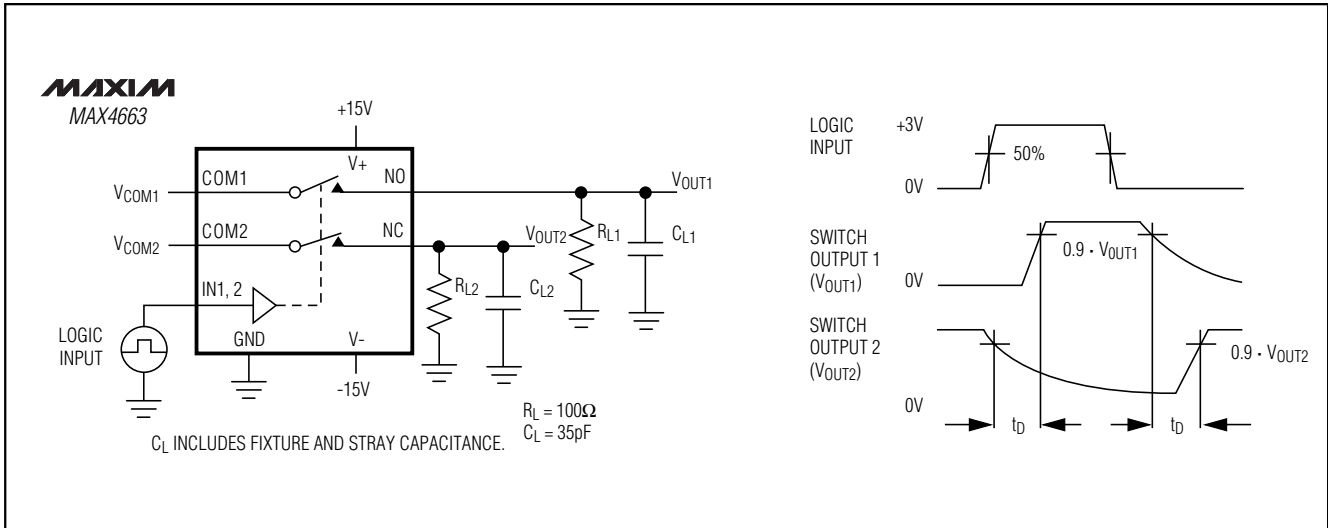 MAXIM
MAX4663
+15V
V+
COM1
NO
VCOM1
VOUT1
COM2
NC
VCOM2
VOUT2
RL1
CL1
RL2
CL2
IN1, 2
LOGIC
INPUT
GND
V-
-15V
RL = 100Ω
CL = 35pF
CL INCLUDES FIXTURE AND STRAY CAPACITANCE.
LOGIC
INPUT
+3V
50%
0V
SWITCH
OUTPUT 1
(VOUT1)
0.9 · VOUT1
0V
SWITCH
OUTPUT 2
(VOUT2)
0.9 · VOUT2
0V
tD
tD